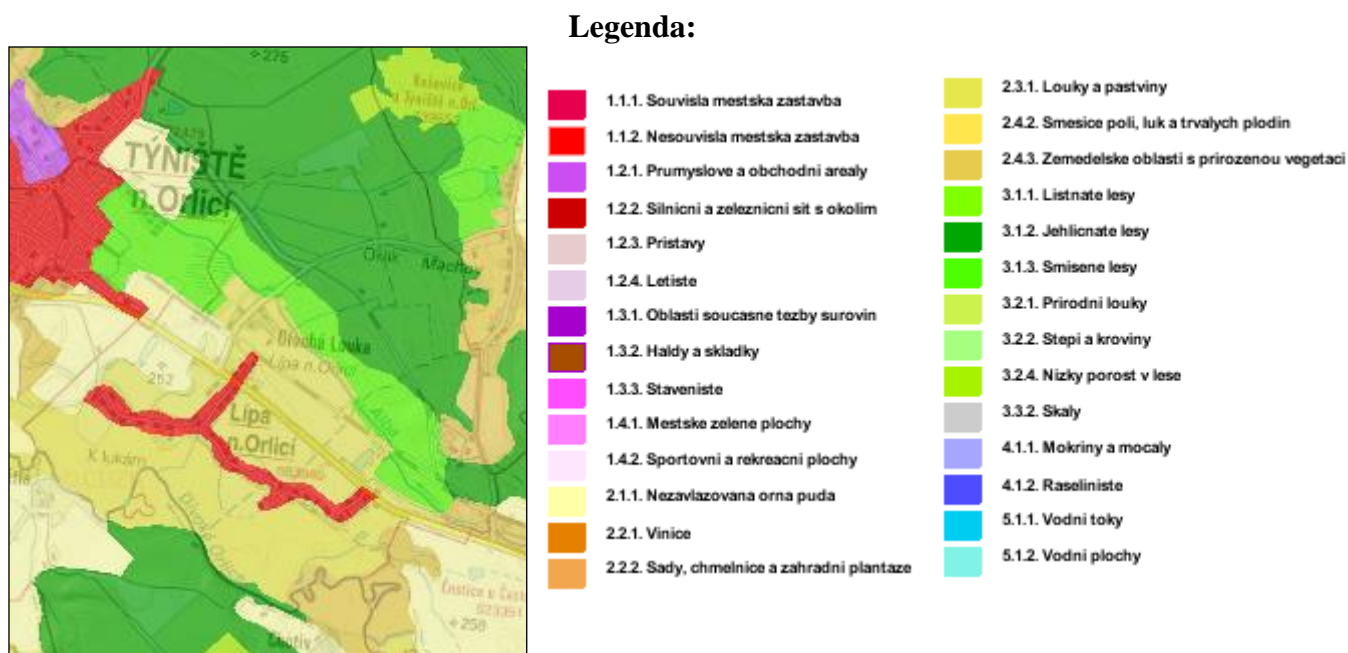 Legenda:
275
TÝNIŠTĚ
n.Orlicí
Orlík
Dlouhá Louka
Lípa n.Orlicí
252
Lípa
n.Orlicí
K lukám
258
1.1.1. Souvisla mestska zastavba
1.1.2. Nesouvisla mestska zastavba
1.2.1. Prumyslove a obchodni arealy
1.2.2. Silnicni a zeleznicni sit s okolim
1.2.3. Pristavy
1.2.4. Letiste
1.3.1. Oblasti soucasne tezby surovin
1.3.2. Haldy a skladky
1.3.3. Staveniste
1.4.1. Mestske zelene plochy
1.4.2. Sportovni a rekreacni plochy
2.1.1. Nezavlazovana orna puda
2.2.1. Vinice
2.2.2. Sady, chmelnice a zahradni plantaze
2.3.1. Louky a pastviny
2.4.2. Smesice poli, luk a trvalych plodin
2.4.3. Zemedelske oblasti s prirozenou vegetaci
3.1.1. Listnate lesy
3.1.2. Jehlicnate lesy
3.1.3. Smisene lesy
3.2.1. Prirodni louky
3.2.2. Stepi a kroviny
3.2.4. Nizky porost v lese
3.3.2. Skaly
4.1.1. Mokriny a mocaly
4.1.2. Raseliniste
5.1.1. Vodni toky
5.1.2. Vodni plochy